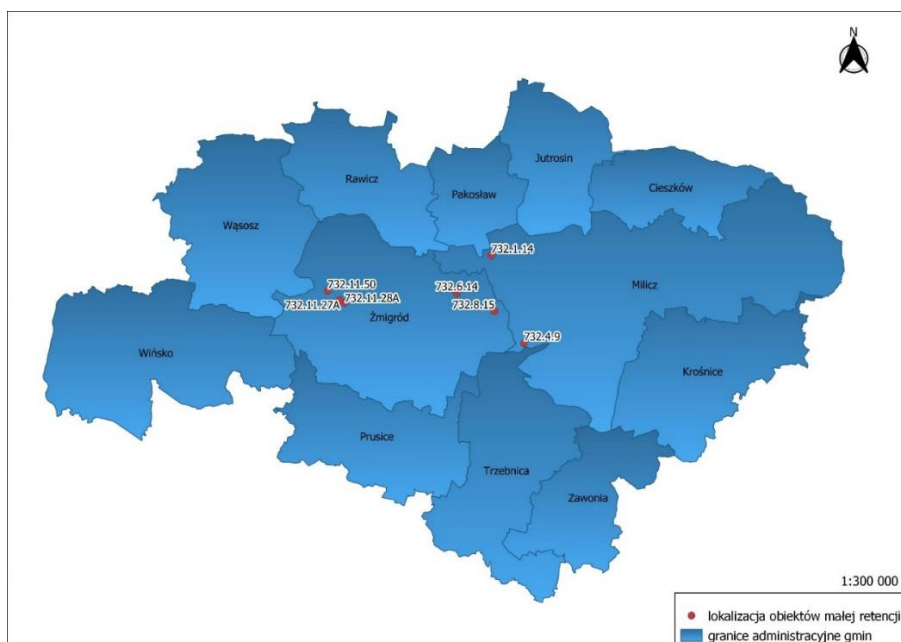 N
Jutrosin
Rawicz
Pakosław
Cieszków
Wąsosz
732.1.14
732.11.50
732.6.14
Milicz
732.11.27A
732.11.28A
732.8.15
Żmigród
732.4.9
Wińsko
Krośnice
Prusice
Trzebnica
Zawonia
1:300 000
lokalizacja obiektów małej retencji
granice administracyjne gmin